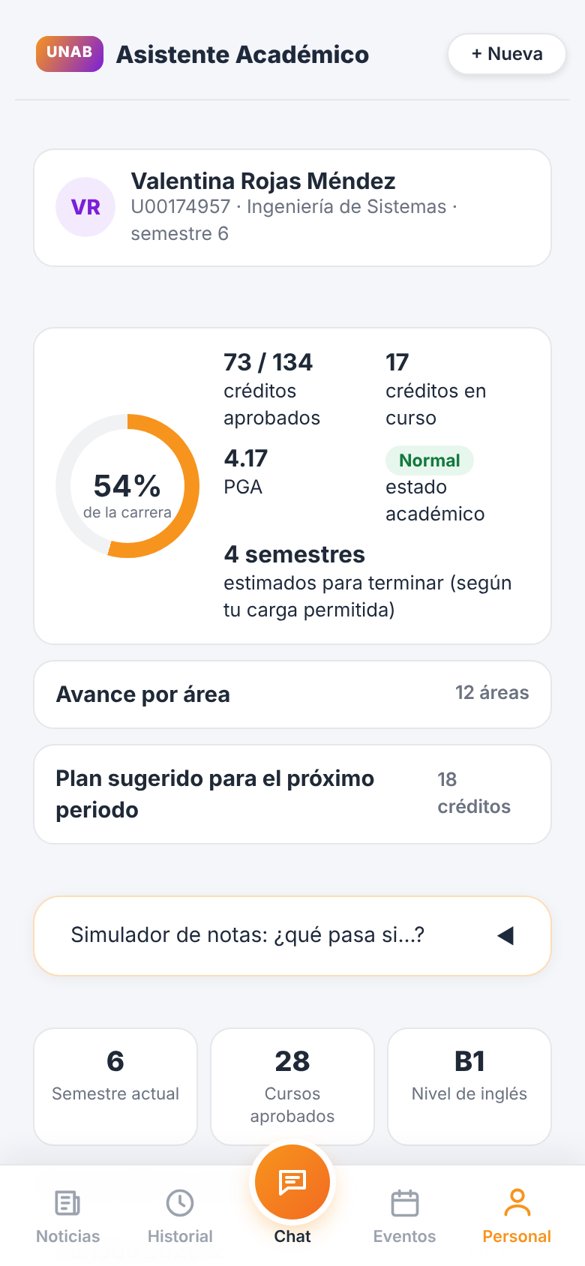 UNAB
Asistente Académico
+ Nueva
VR
Valentina Rojas Méndez
U00174957 · Ingeniería de Sistemas ·
semestre 6
54%
de la carrera
73 / 134
créditos
aprobados
17
créditos en
curso
4.17
PGA
Normal
estado
académico
4 semestres
estimados para terminar (según
tu carga permitida)
Avance por área
12 áreas
Plan sugerido para el próximo
periodo
18
créditos
Simulador de notas: ¿qué pasa si...?
6
Semestre actual
28
Cursos
aprobados
B1
Nivel de inglés
Noticias
Historial
Chat
Eventos
Personal